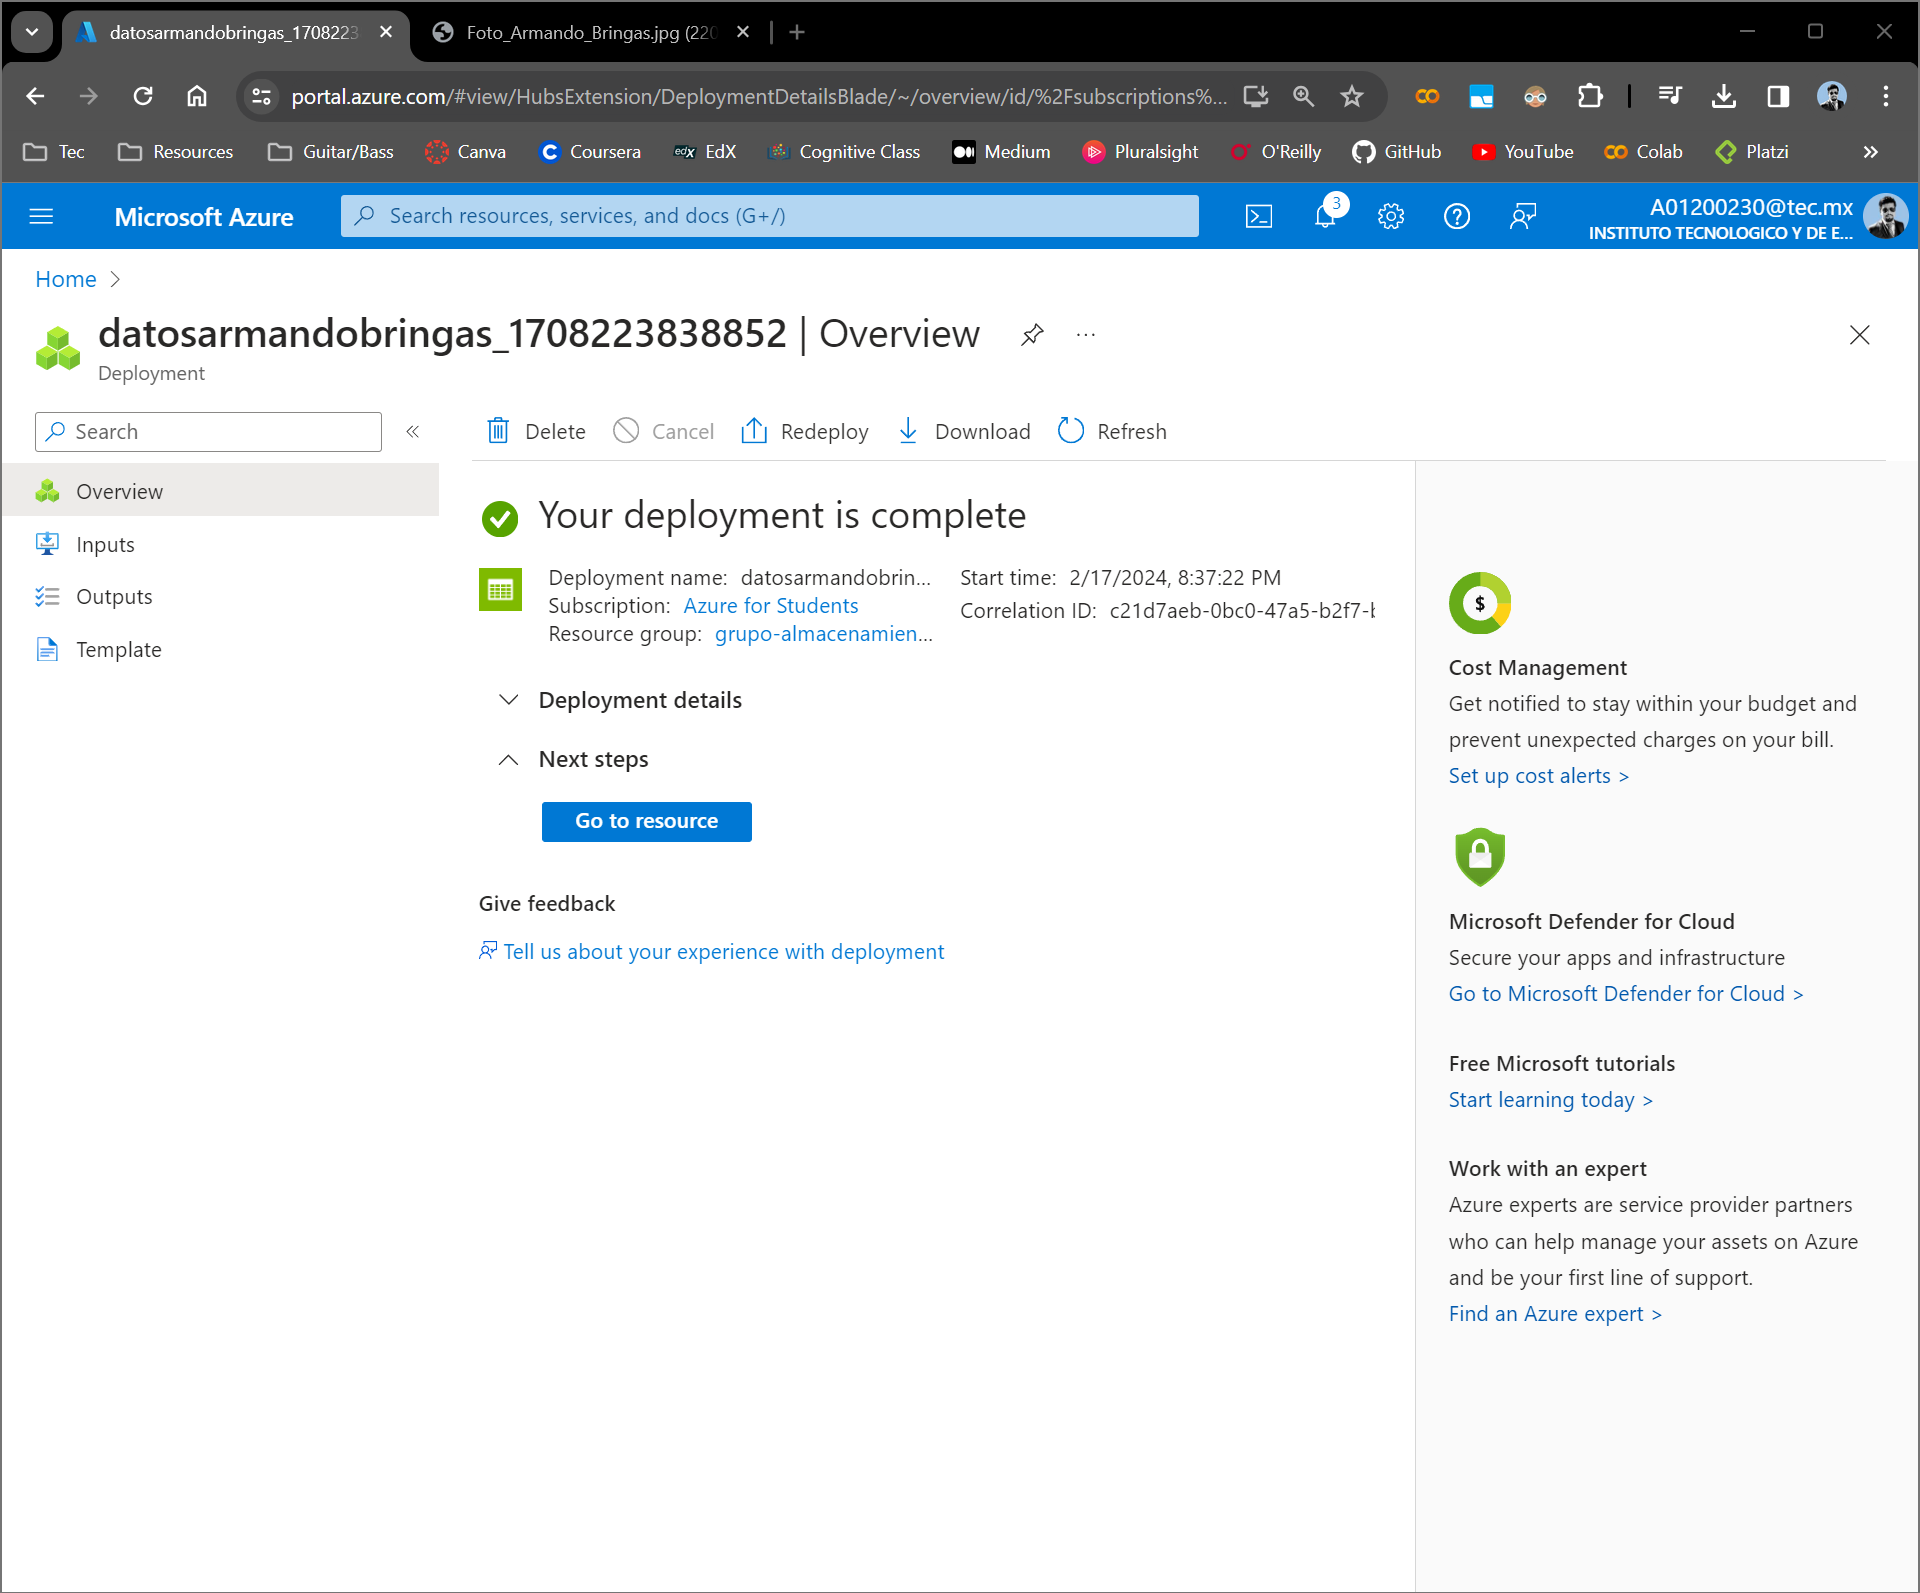 datosarmandobringas_1708223
Foto_Armando_Bringas.jpg (220
portal.azure.com/#view/HubsExtension/DeploymentDetailsBlade/~/overview/id/%2Fsubscriptions%...
Tec Resources Guitar/Bass Canva Coursera edX EdX Cognitive Class Medium Pluralsight O'Reilly GitHub YouTube Colab Platzi
Microsoft Azure
Search resources, services, and docs (G+/)
3
A01200230@tec.mx
INSTITUTO TECNOLOGICO Y DE E...
Home
datosarmandobringas_1708223838852 | Overview
Deployment
Search
Delete Cancel Redeploy Download Refresh
Overview
Inputs
Outputs
Template
Your deployment is complete
Deployment name: datosarmandobrin...
Subscription: Azure for Students
Resource group: grupo-almacenamien...
Start time: 2/17/2024, 8:37:22 PM
Correlation ID: c21d7aeb-0bc0-47a5-b2f7-
Deployment details
Next steps
Go to resource
Give feedback
Tell us about your experience with deployment
$
Cost Management
Get notified to stay within your budget and
prevent unexpected charges on your bill.
Set up cost alerts >
Microsoft Defender for Cloud
Secure your apps and infrastructure
Go to Microsoft Defender for Cloud >
Free Microsoft tutorials
Start learning today >
Work with an expert
Azure experts are service provider partners
who can help manage your assets on Azure
and be your first line of support.
Find an Azure expert >